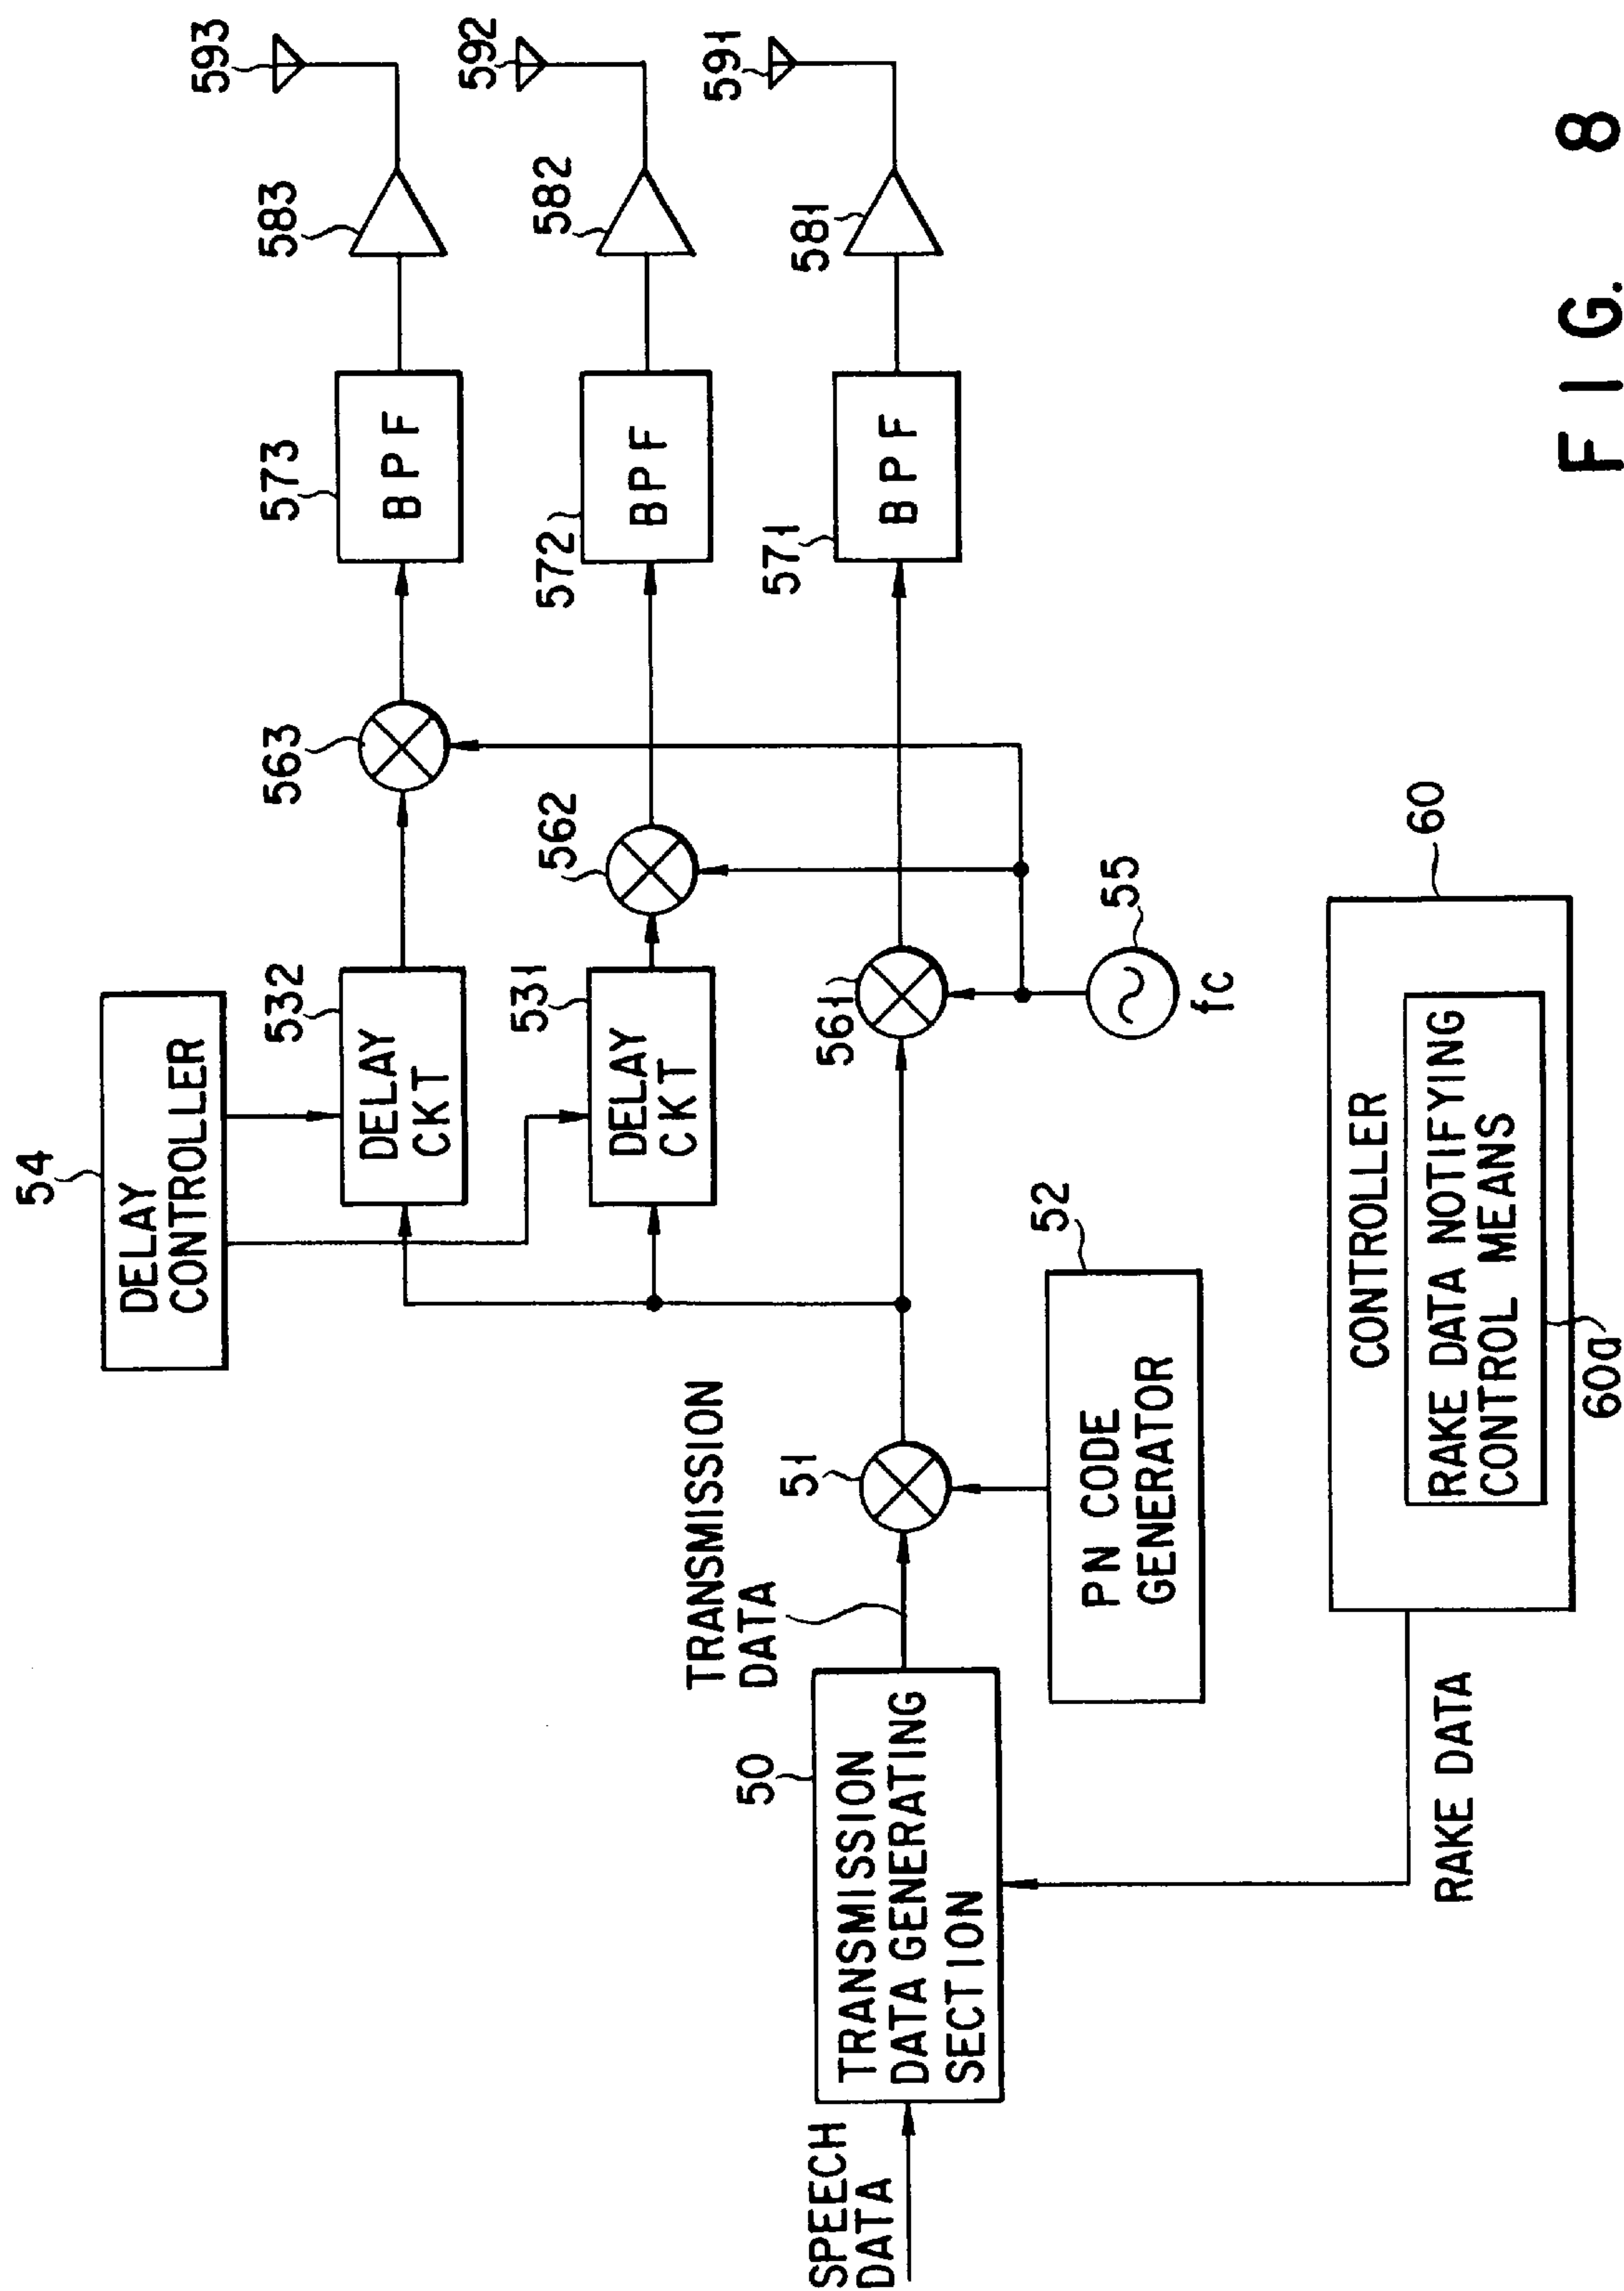 54
DELAY
CONTROLLER
532
DELAY
CKT
531
DELAY
CKT
563
562
561
573
BPF
572
BPF
571
BPF
583
582
581
593
592
591
SPEECH
DATA
50
TRANSMISSION
DATA GENERATING
SECTION
TRANSMISSION
DATA
51
52
PN CODE
GENERATOR
55
fc
RAKE DATA
60
CONTROLLER
RAKE DATA NOTIFYING
CONTROL MEANS
60a
FIG. 8